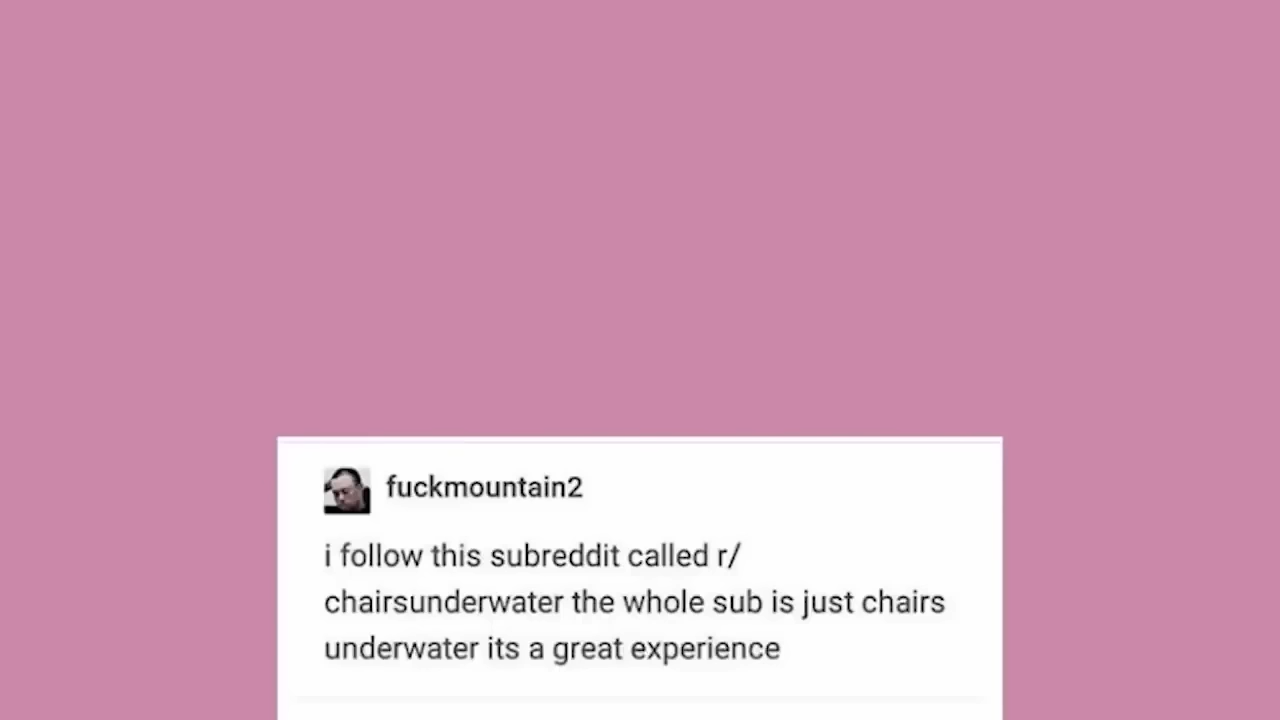 fuckmountain2
i follow this subreddit called r/
chairsunderwater the whole sub is just chairs
underwater its a great experience